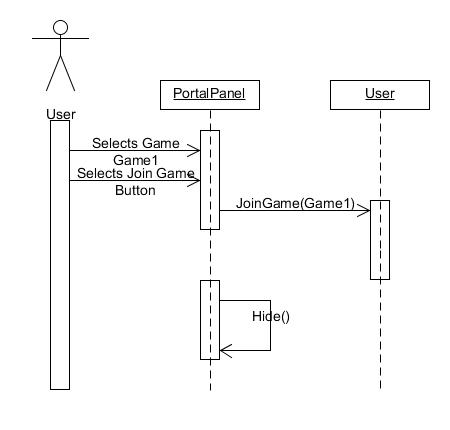 PortalPanel
User
User
Selects Game
Game1
Selects Join Game
Button
JoinGame(Game1)
Hide()